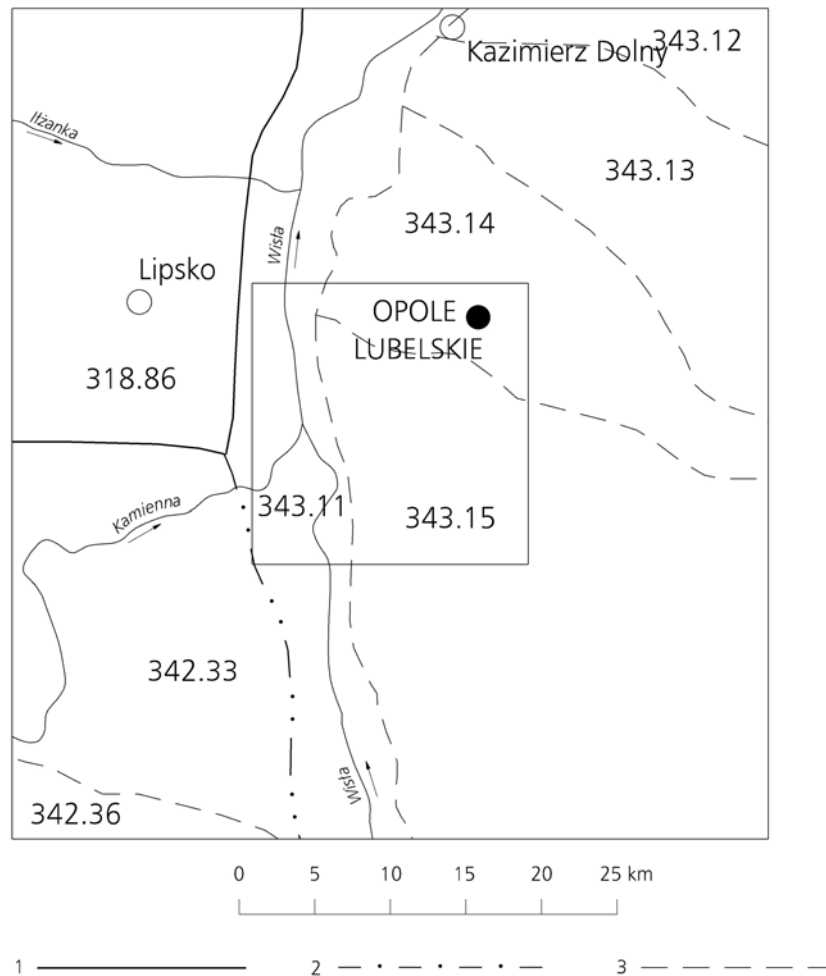 Kazimierz Dolny
343.12
Iłżanka
343.13
343.14
Wisła
Lipsko
OPOLE
LUBELSKIE
318.86
Kamienna
343.11
343.15
342.33
Wisła
342.36
0 5 10 15 20 25 km
1 2 3